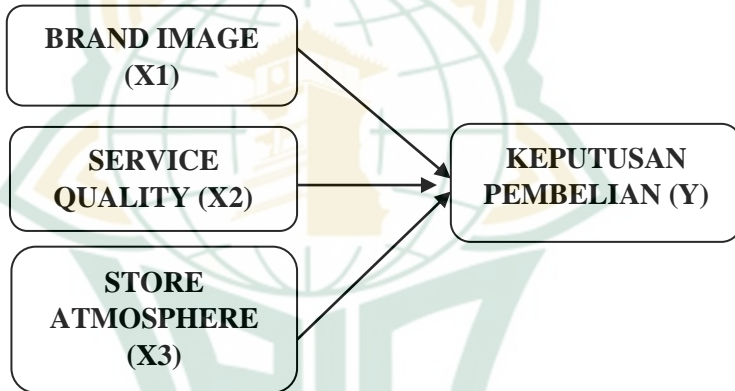 BRAND IMAGE
(X1)
SERVICE
QUALITY (X2)
STORE
ATMOSPHERE
(X3)
KEPUTUSAN
PEMBELIAN (Y)